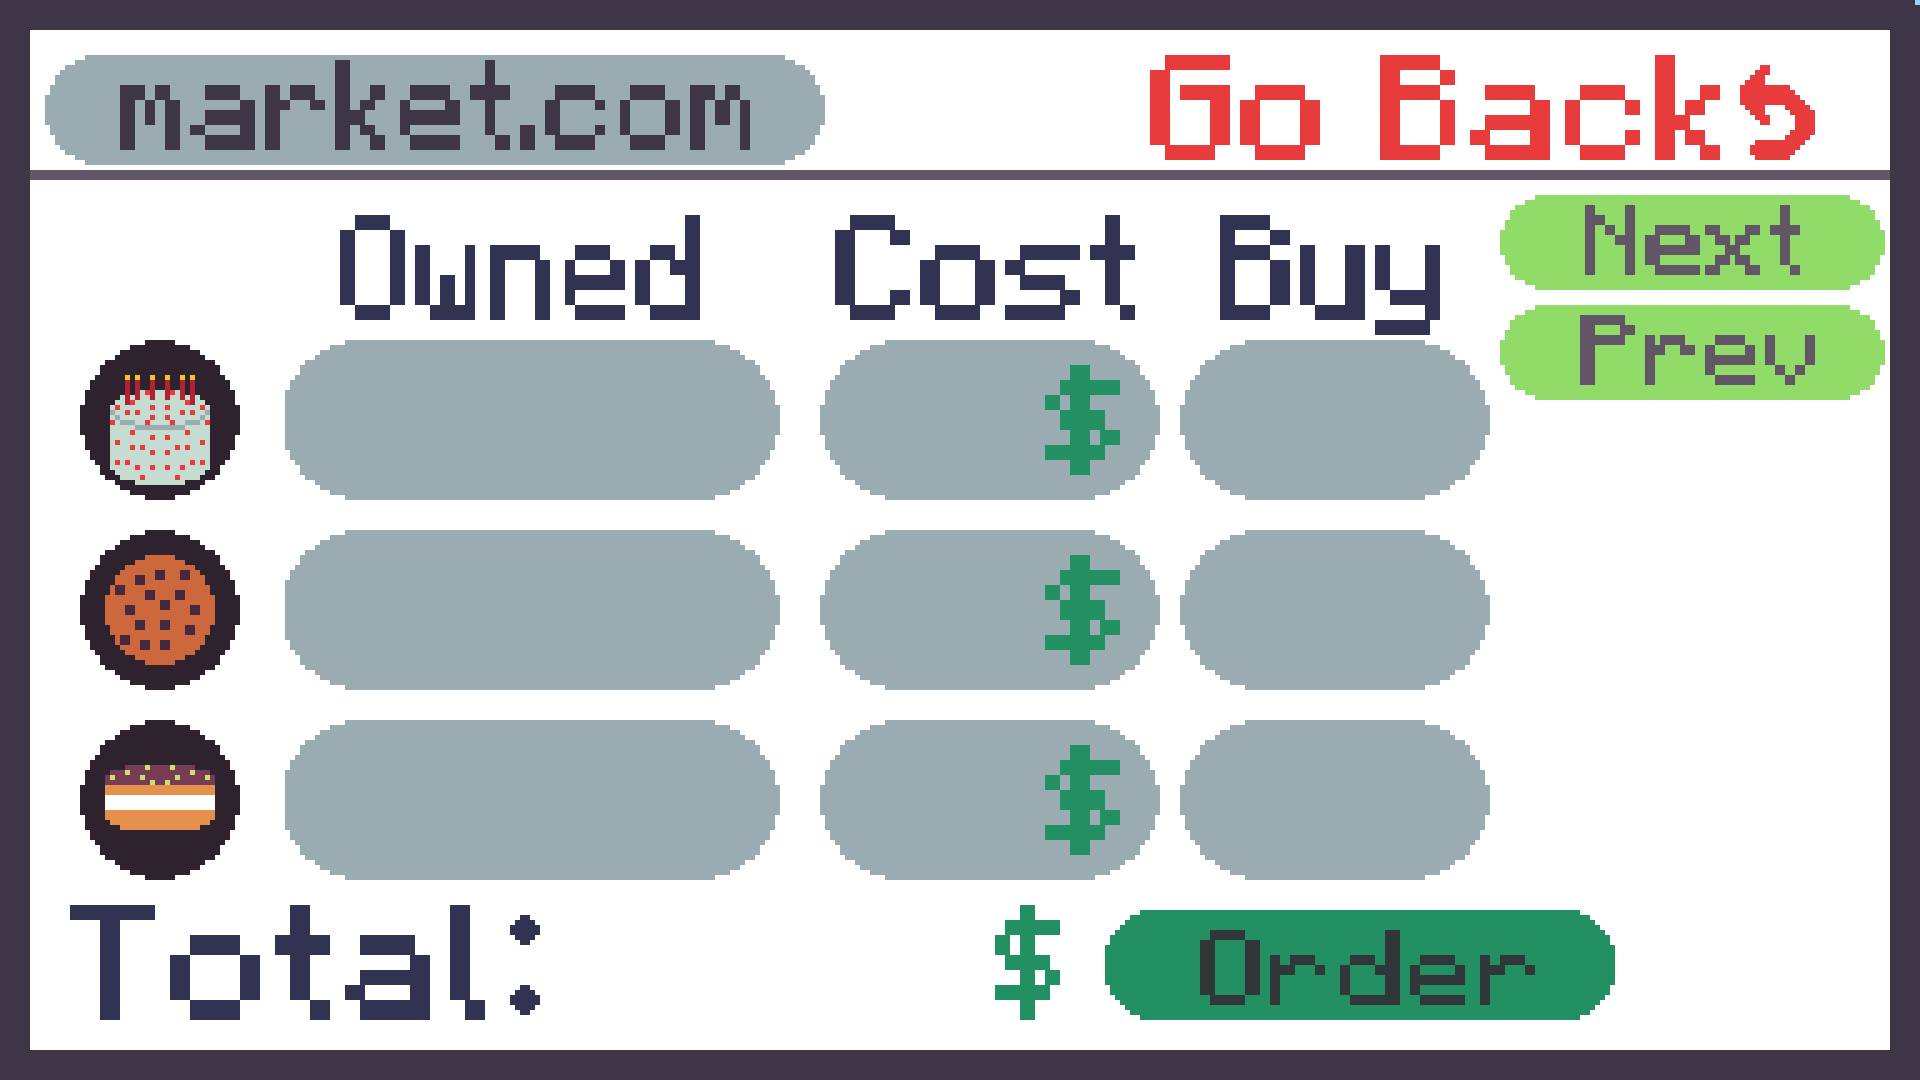 market.com Go Back
Owned Cost Buy Next
Prev
$
$
$
Total: $ Order